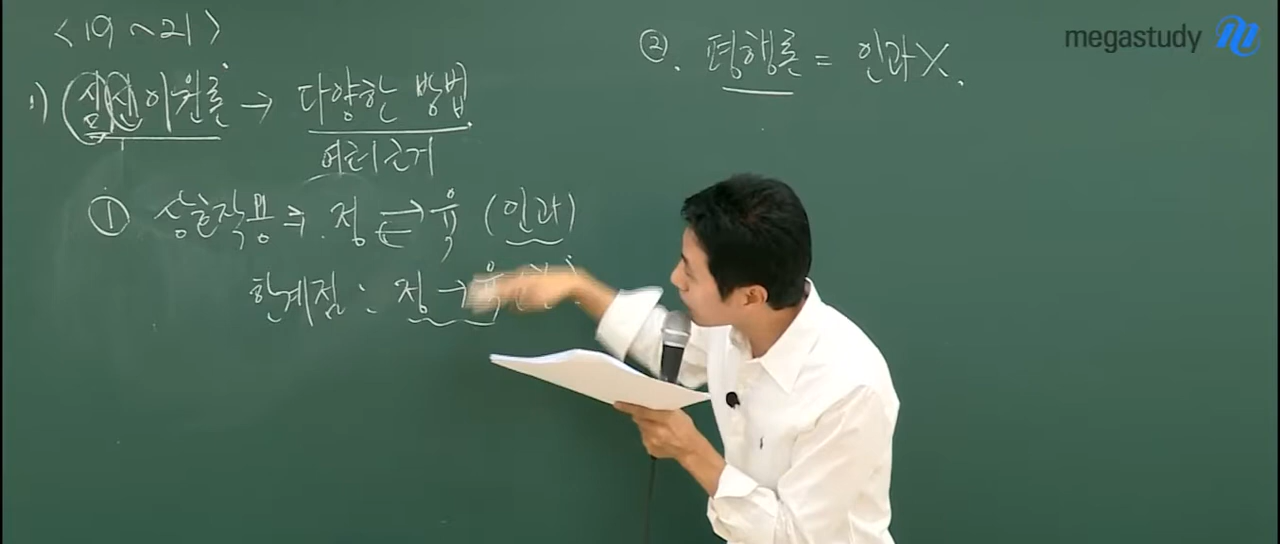 <19~21>
1) 심신이원론 → 다양한 방법
여러 근거
① 상호작용 ⇒ 정 ⇄ 육 (인과)
한계점 : 정 → 육
②. 평행론 = 인과X.
megastudy